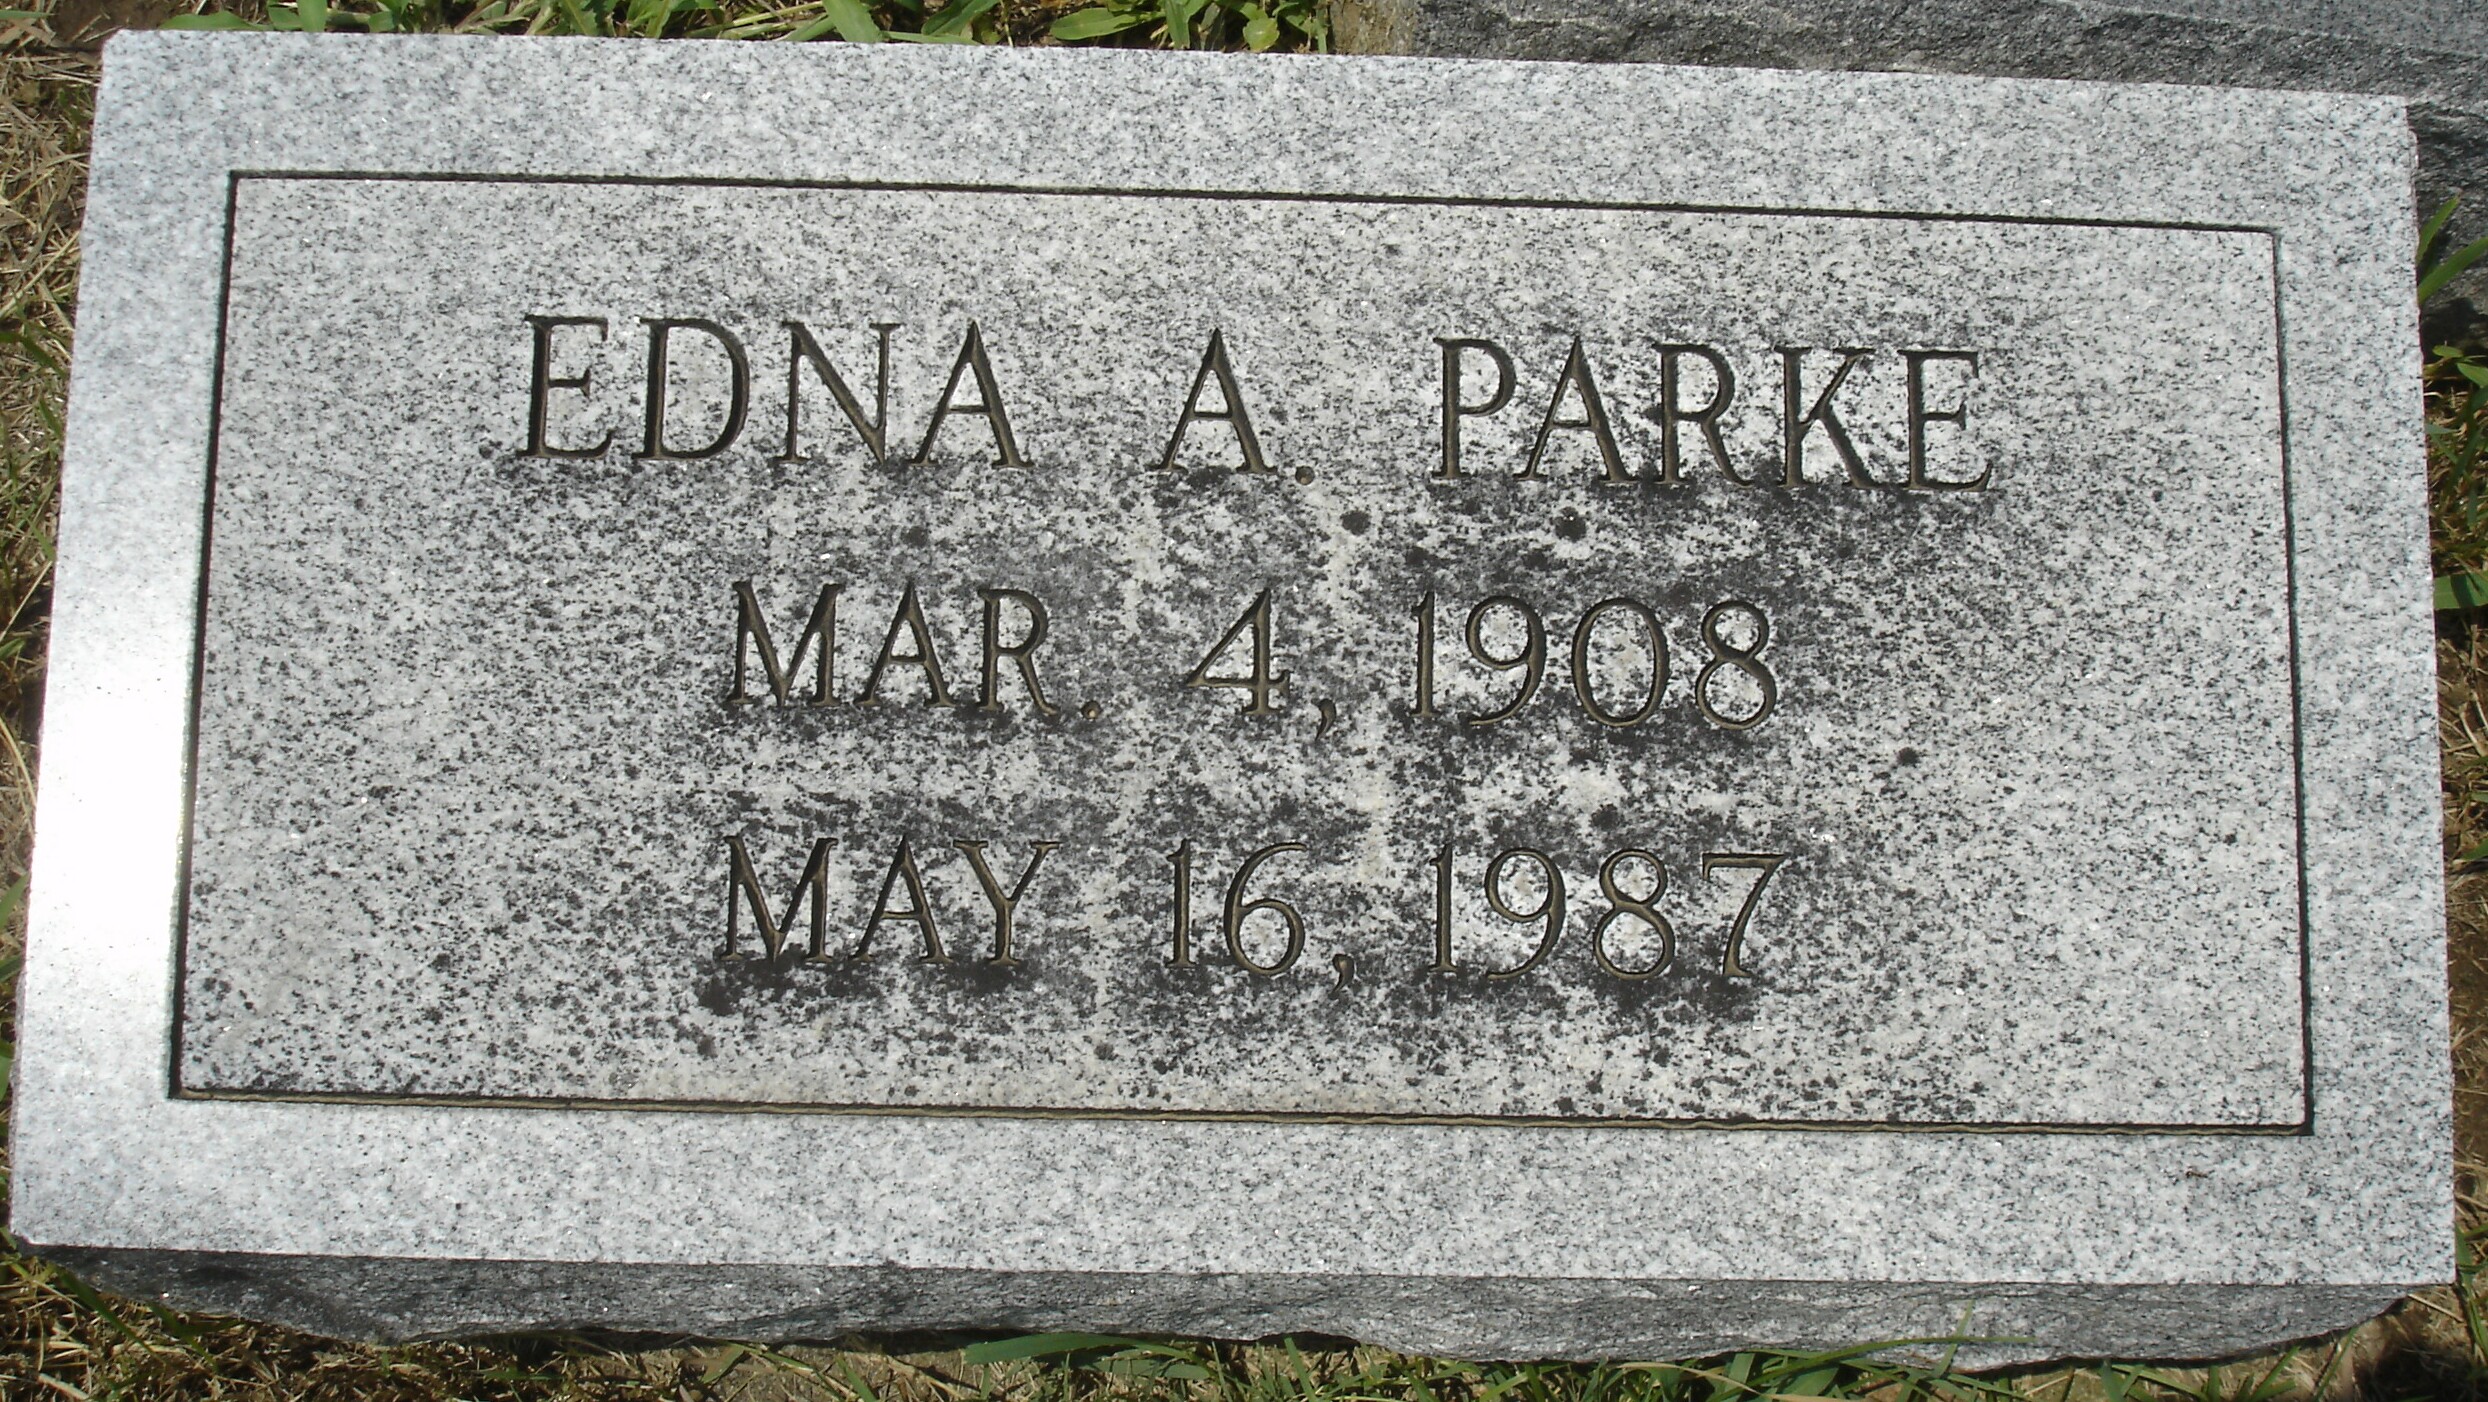 EDNA A. PARKE
MAR. 4, 1908
MAY 16, 1987